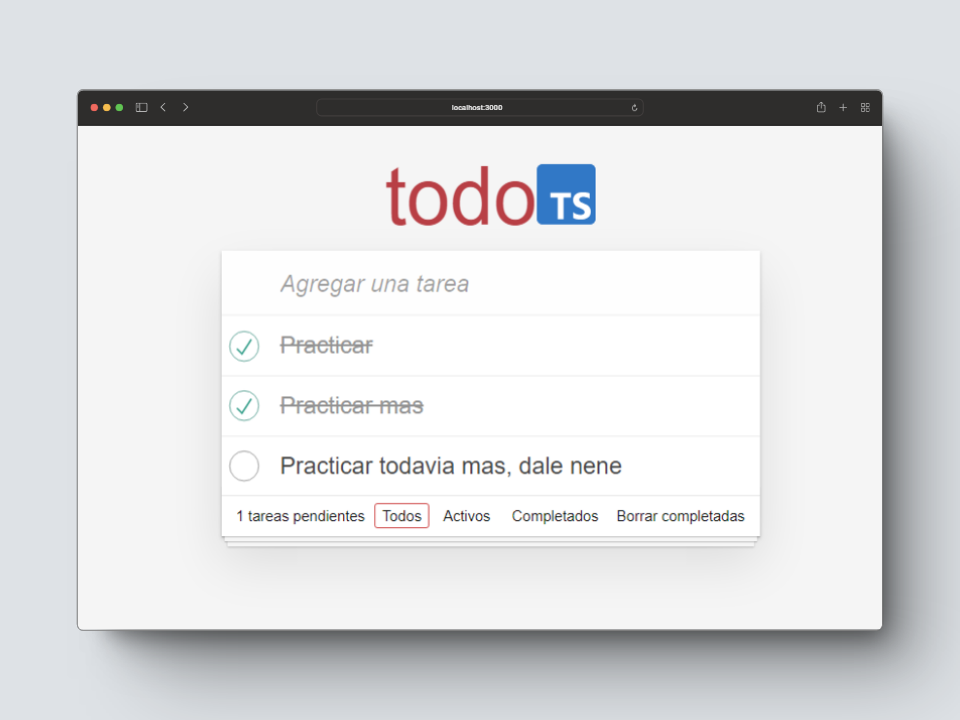 localhost:3000
todo TS
Agregar una tarea
Practicar
Practicar mas
Practicar todavia mas, dale nene
1 tareas pendientes Todos Activos Completados Borrar completadas